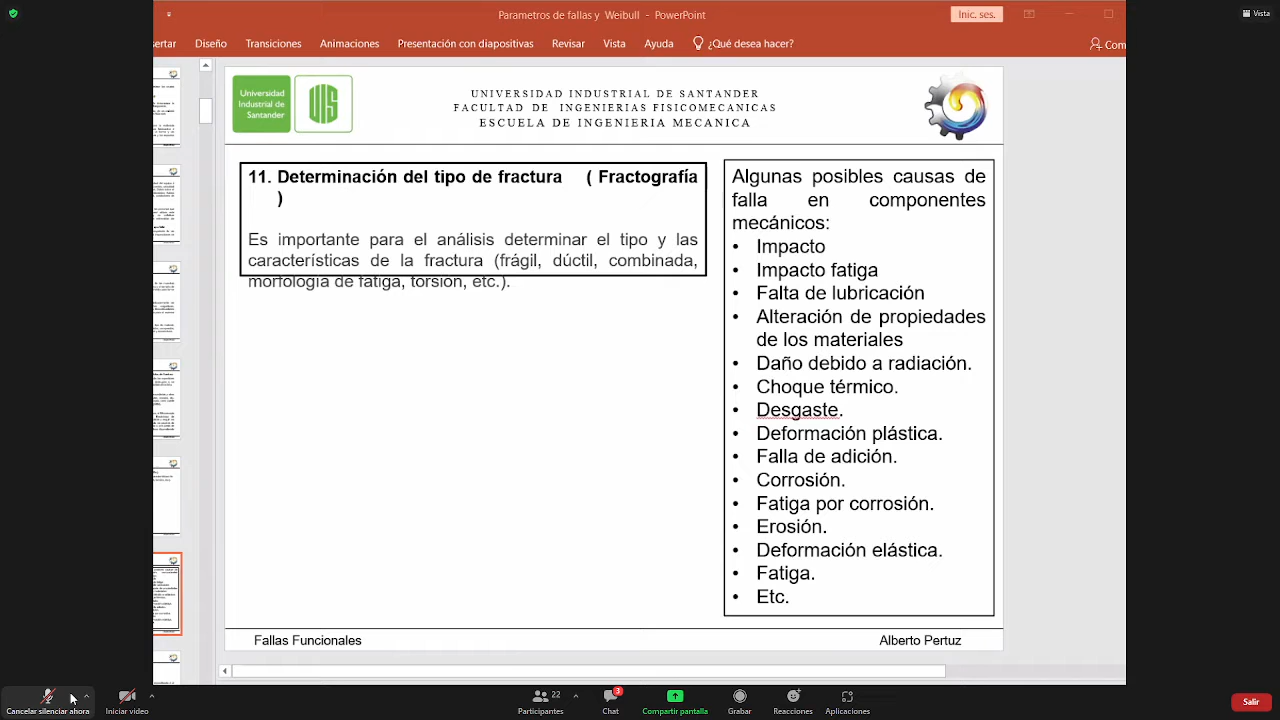 Parametros de fallas y Weibull - PowerPoint
Inic. ses.
Vista
ertar Diseño Transiciones Animaciones Presentación con diapositivas Revisar Vista Ayuda ¿Qué desea hacer? Com
Universidad
Industrial de
Santander
UIS
UNIVERSIDAD INDUSTRIAL DE SANTANDER
FACULTAD DE INGENIERIAS FISICOMECANICAS
ESCUELA DE INGENIERIA MECANICA
11. Determinación del tipo de fractura ( Fractografía
)
Es importante para el análisis determinar el tipo y las
características de la fractura (frágil, dúctil, combinada,
morfología de fatiga, torsión, etc.).
Algunas posibles causas de
falla en componentes
mecánicos:
• Impacto
• Impacto fatiga
• Falta de lubricación
• Alteración de propiedades
de los materiales
• Daño debido a radiación.
• Choque térmico.
• Desgaste.
• Deformación plástica.
• Falla de adición.
• Corrosión.
• Fatiga por corrosión.
• Erosión.
• Deformación elástica.
• Fatiga.
• Etc.
Fallas Funcionales
Alberto Pertuz
22
3
Cancelar silenciar ahora Iniciar video Participantes Chat Compartir pantalla Grabar Reacciones Aplicaciones Salir